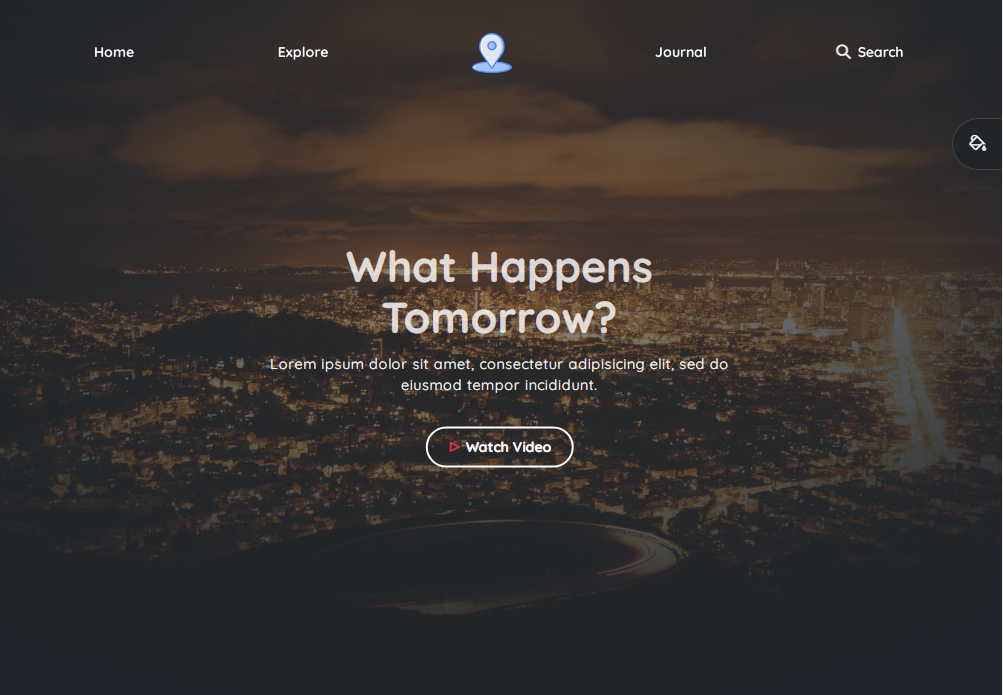 Home
Explore
Journal
Search
What Happens
Tomorrow?
Lorem ipsum dolor sit amet, consectetur adipisicing elit, sed do
eiusmod tempor incididunt.
Watch Video